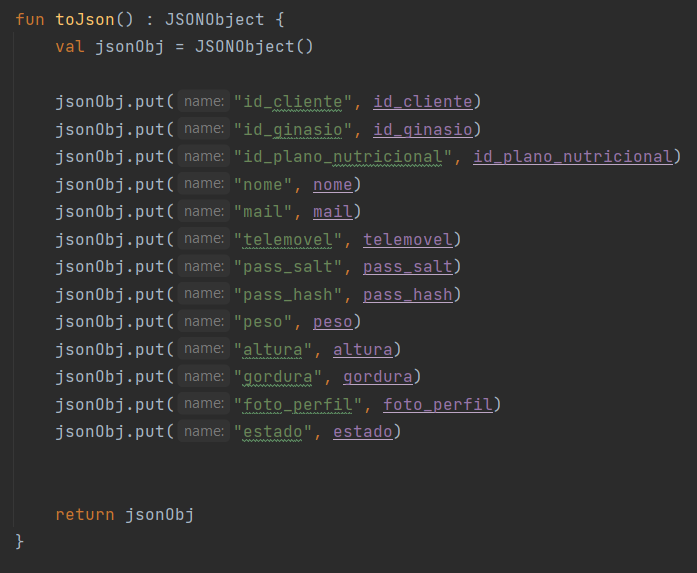 fun toJson() : JSONObject {
val jsonObj = JSONObject()
jsonObj.put( name: "id_cliente", id_cliente)
jsonObj.put( name: "id_ginasio", id_ginasio)
jsonObj.put( name: "id_plano_nutricional", id_plano_nutricional)
jsonObj.put( name: "nome", nome)
jsonObj.put( name: "mail", mail)
jsonObj.put( name: "telemovel", telemovel)
jsonObj.put( name: "pass_salt", pass_salt)
jsonObj.put( name: "pass_hash", pass_hash)
jsonObj.put( name: "peso", peso)
jsonObj.put( name: "altura", altura)
jsonObj.put( name: "gordura", gordura)
jsonObj.put( name: "foto_perfil", foto_perfil)
jsonObj.put( name: "estado", estado)
return jsonObj
}